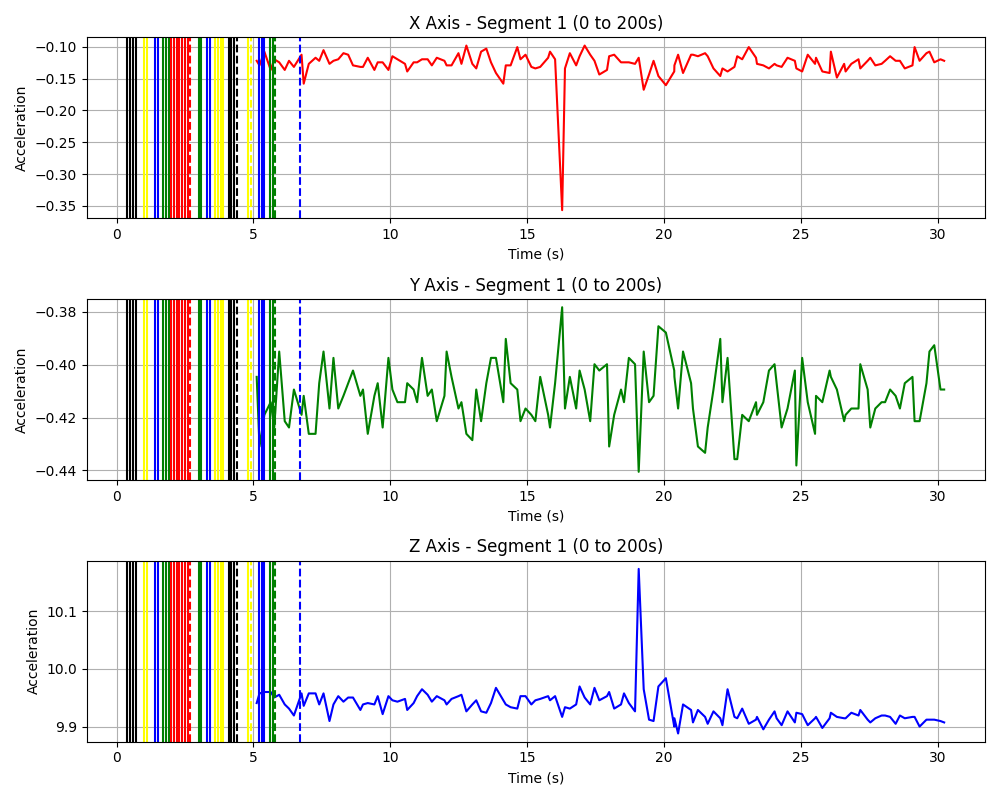 X Axis - Segment 1 (0 to 200s)
−0.10
−0.15
−0.20
−0.25
−0.30
−0.35
Acceleration
0 5 10 15 20 25 30
Time (s)
Y Axis - Segment 1 (0 to 200s)
−0.38
−0.40
−0.42
−0.44
Acceleration
0 5 10 15 20 25 30
Time (s)
Z Axis - Segment 1 (0 to 200s)
10.1
10.0
9.9
Acceleration
0 5 10 15 20 25 30
Time (s)